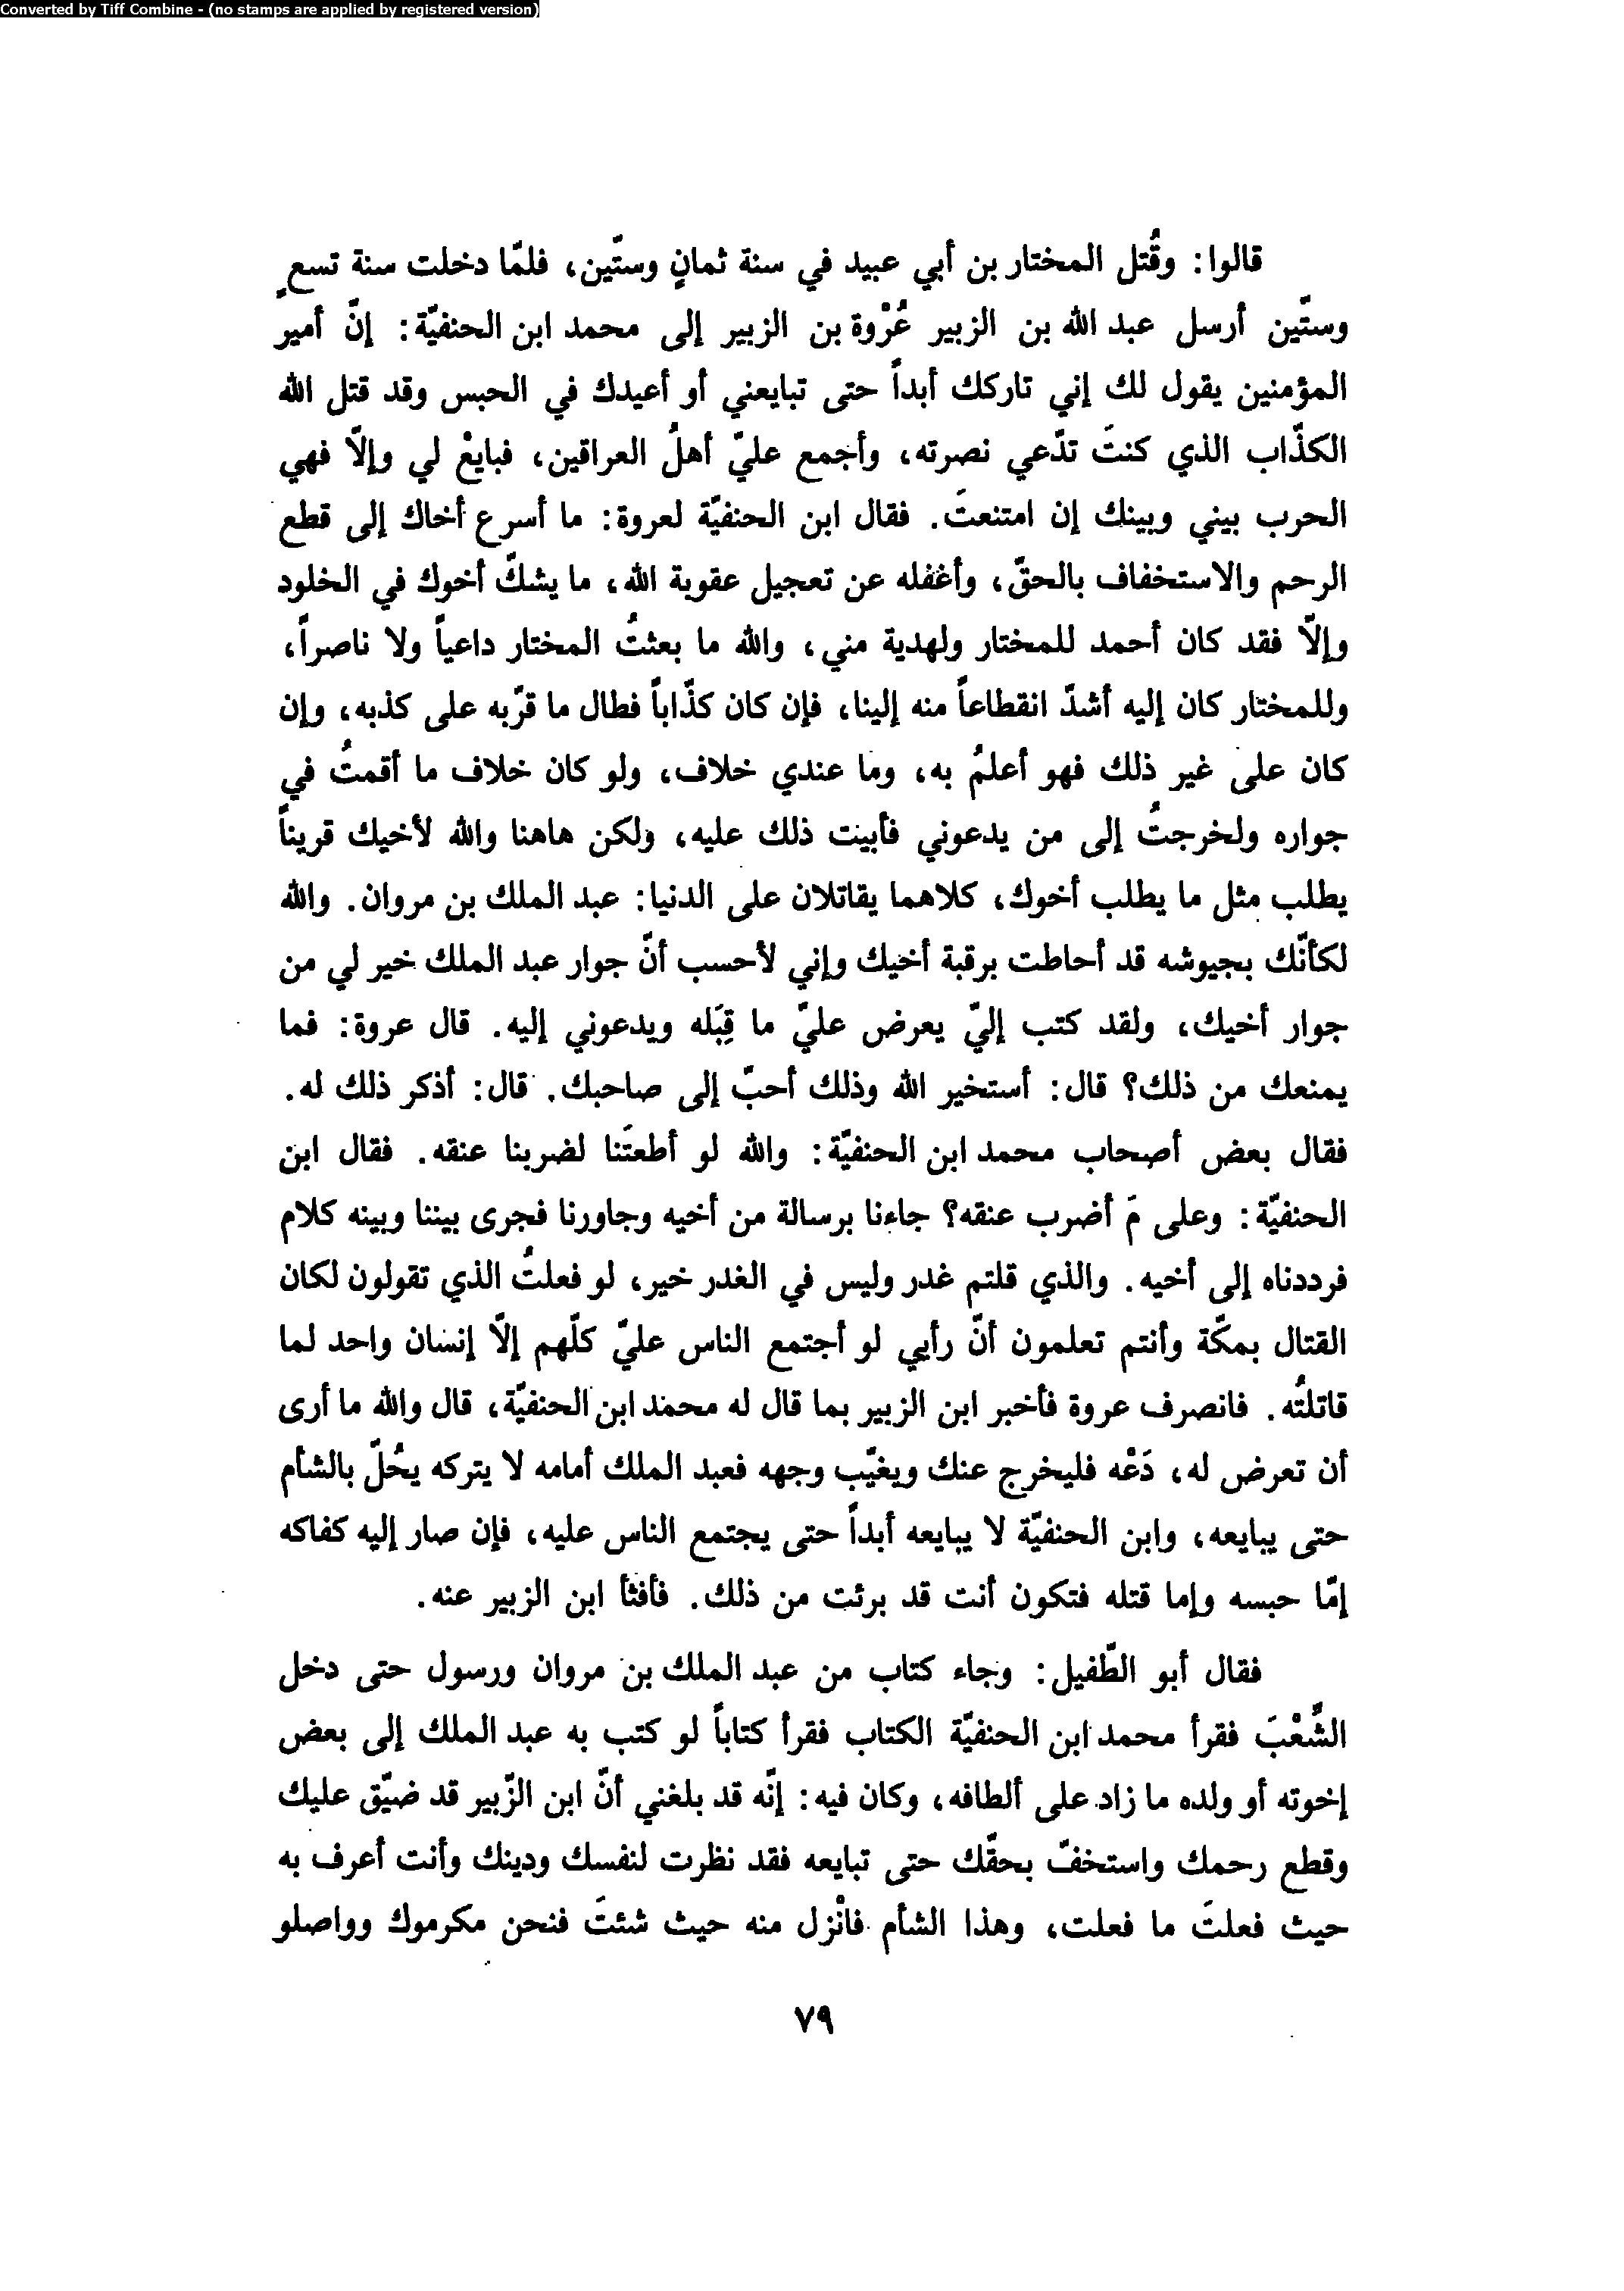 Converted by Tiff Combine - (no stamps are applied by registered version)
قالوا: وقُتل المختار بن أبي عبيد في سنة ثمانٍ وستّين، فلمّا دخلت سنة تسعٍ
وستّين أرسل عبد الله بن الزبير عُرْوة بن الزبير إلى محمد ابن الحنفيّة: إنّ أمير
المؤمنين يقول لك إني تاركك أبداً حتى تبايعني أو أعيدك في الحبس وقد قتل الله
الكذّاب الذي كنتَ تدّعي نصرته، وأجمع عليّ أهلُ العراقين، فبايعْ لي وإلاّ فهي
الحرب بيني وبينك إن امتنعتَ. فقال ابن الحنفيّة لعروة: ما أسرع أخاك إلى قطع
الرحم والاستخفاف بالحقّ، وأغفله عن تعجيل عقوبة الله، ما يشكّ أخوك في الخلود
وإلاّ فقد كان أحمد للمختار ولهدية مني، والله ما بعثتُ المختار داعياً ولا ناصراً،
وللمختار كان إليه أشدّ انقطاعاً منه إلينا، فإن كان كذّاباً فطال ما قرّبه على كذبه، وإن
كان على غير ذلك فهو أعلمُ به، وما عندي خلاف، ولو كان خلاف ما أقمتُ في
جواره ولخرجتُ إلى من يدعوني فأبيت ذلك عليه، ولكن هاهنا والله لأخيك قريناً
يطلب مثل ما يطلب أخوك، كلاهما يقاتلان على الدنيا: عبد الملك بن مروان. والله
لكأنّك بجيوشه قد أحاطت برقبة أخيك وإني لأحسب أنّ جوار عبد الملك خير لي من
جوار أخيك، ولقد كتب إليّ يعرض عليّ ما قِبَله ويدعوني إليه. قال عروة: فما
يمنعك من ذلك؟ قال: أستخير الله وذلك أحبّ إلى صاحبك. قال: أذكر ذلك له.
فقال بعض أصحاب محمد ابن الحنفيّة: والله لو أطعتَنا لضربنا عنقه. فقال ابن
الحنفيّة: وعلى مَ أضرب عنقه؟ جاءنا برسالة من أخيه وجاورنا فجرى بيننا وبينه كلام
فرددناه إلى أخيه. والذي قلتم غدر وليس في الغدر خير، لو فعلتُ الذي تقولون لكان
القتال بمكّة وأنتم تعلمون أنّ رأيي لو أجتمع الناس عليّ كلّهم إلاّ إنسان واحد لما
قاتلتُه. فانصرف عروة فأخبر ابن الزبير بما قال له محمد ابن الحنفيّة، قال والله ما أرى
أن تعرض له، دَعْه فليخرج عنك ويغيّب وجهه فعبد الملك أمامه لا يتركه يحُلّ بالشأم
حتى يبايعه، وابن الحنفيّة لا يبايعه أبداً حتى يجتمع الناس عليه، فإن صار إليه كفاكه
إمّا حبسه وإما قتله فتكون أنت قد برئت من ذلك. فأفثأ ابن الزبير عنه.
فقال أبو الطّفيل: وجاء كتاب من عبد الملك بن مروان ورسول حتى دخل
الشِّعْبَ فقرأ محمد ابن الحنفيّة الكتاب فقرأ كتاباً لو كتب به عبد الملك إلى بعض
إخوته أو ولده ما زاد على ألطافه، وكان فيه: إنّه قد بلغني أنّ ابن الزّبير قد ضيّق عليك
وقطع رحمك واستخفّ بحقّك حتى تبايعه فقد نظرت لنفسك ودينك وأنت أعرف به
حيث فعلتَ ما فعلت، وهذا الشأم فانْزل منه حيث شئتَ فنحن مكرموك وواصلو
٧٩